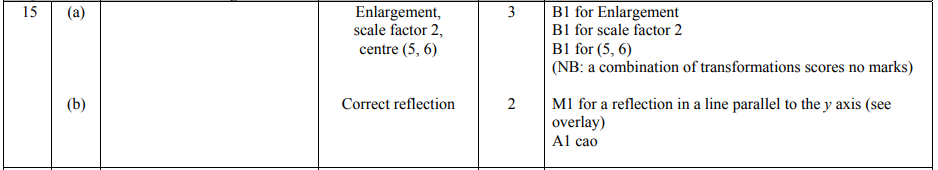 15 (a) Enlargement, 3 B1 for Enlargement
scale factor 2, B1 for scale factor 2
centre (5, 6) B1 for (5, 6)
(NB: a combination of transformations scores no marks)
(b) Correct reflection 2 M1 for a reflection in a line parallel to the y axis (see
overlay)
A1 cao